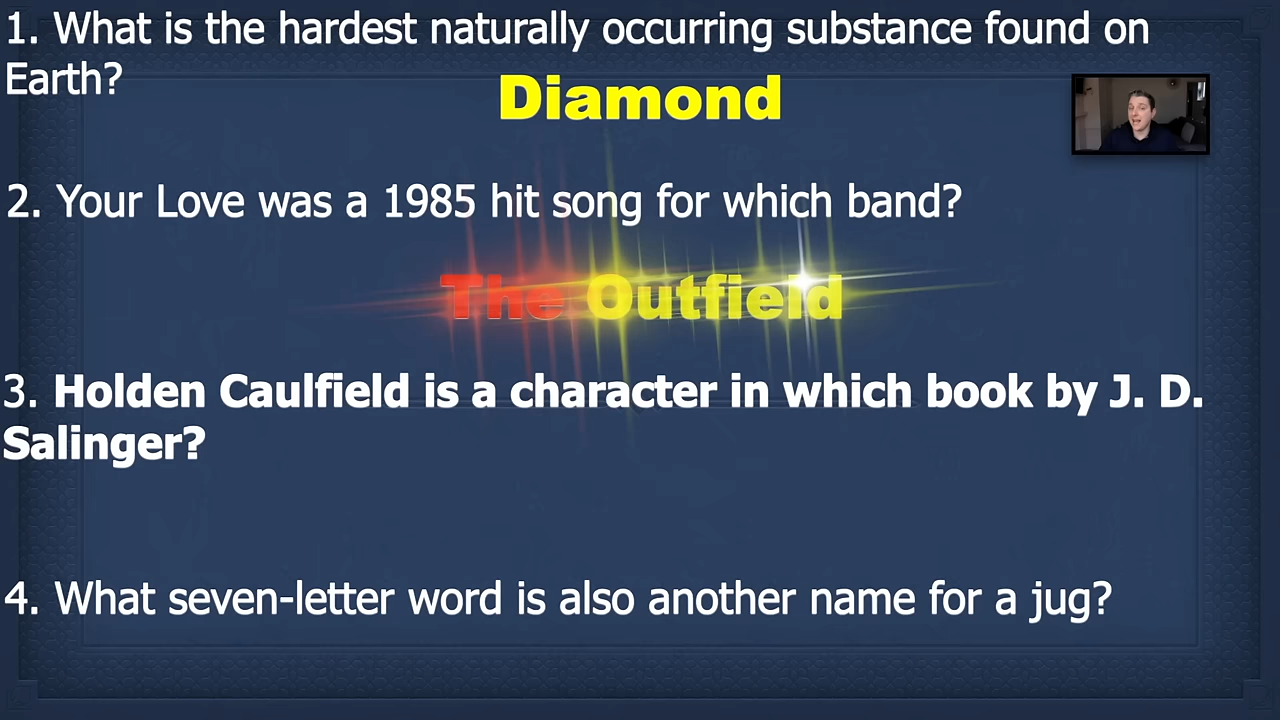 1. What is the hardest naturally occurring substance found on
Earth?
Diamond
2. Your Love was a 1985 hit song for which band?
The Outfield
3. Holden Caulfield is a character in which book by J. D.
Salinger?
4. What seven-letter word is also another name for a jug?